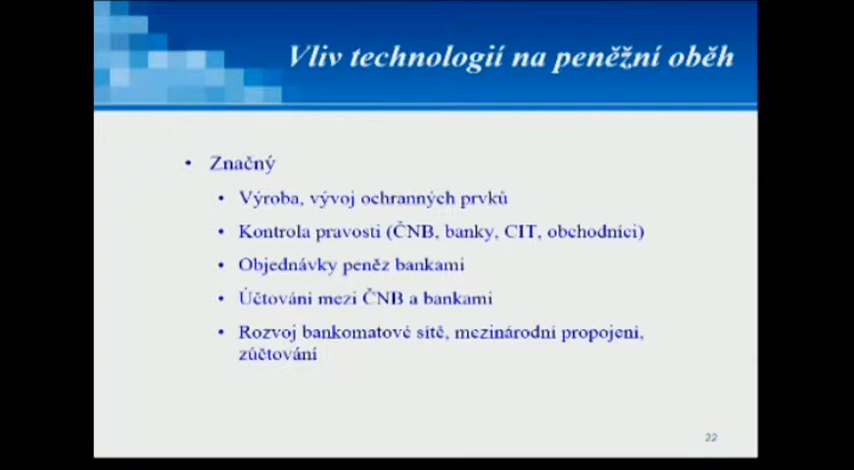 Vliv technologií na peněžní oběh
• Značný
• Výroba, vývoj ochranných prvků
• Kontrola pravosti (ČNB, banky, CIT, obchodníci)
• Objednávky peněz bankami
• Účtování mezi ČNB a bankami
• Rozvoj bankomatové sítě, mezinárodní propojení,
zúčtování
22